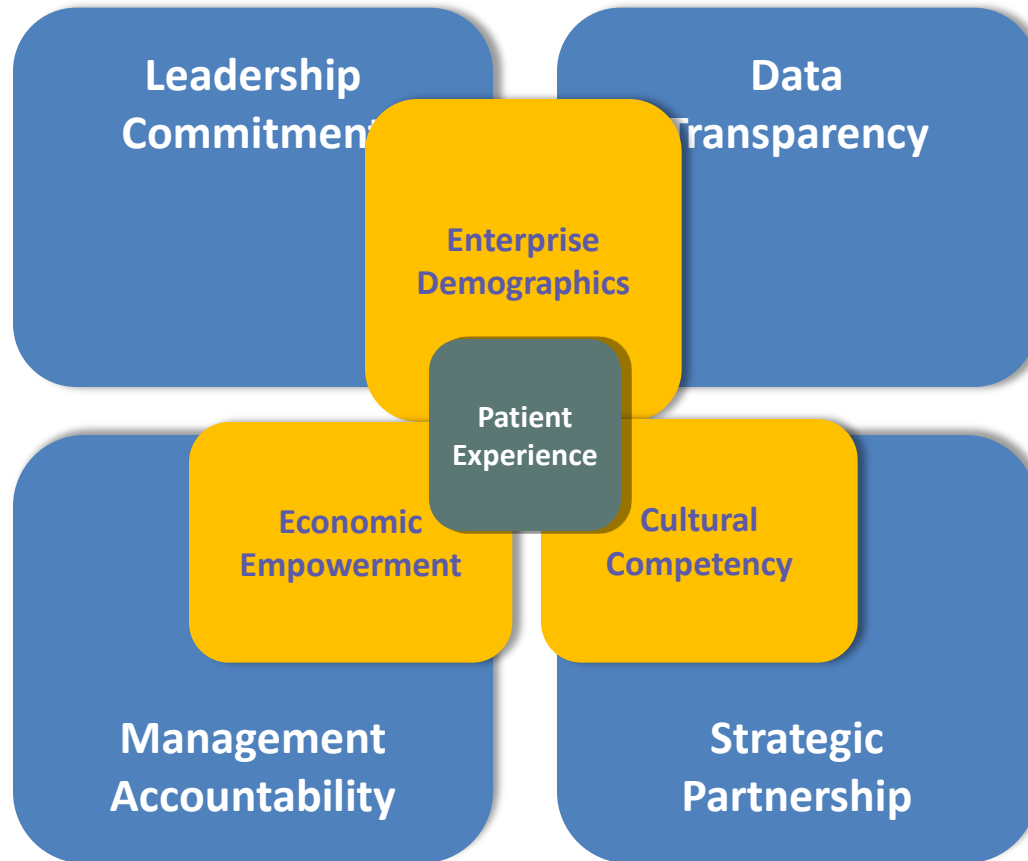 Leadership
Commitment
Data
Transparency
Enterprise
Demographics
Patient
Experience
Economic
Empowerment
Cultural
Competency
Management
Accountability
Strategic
Partnership